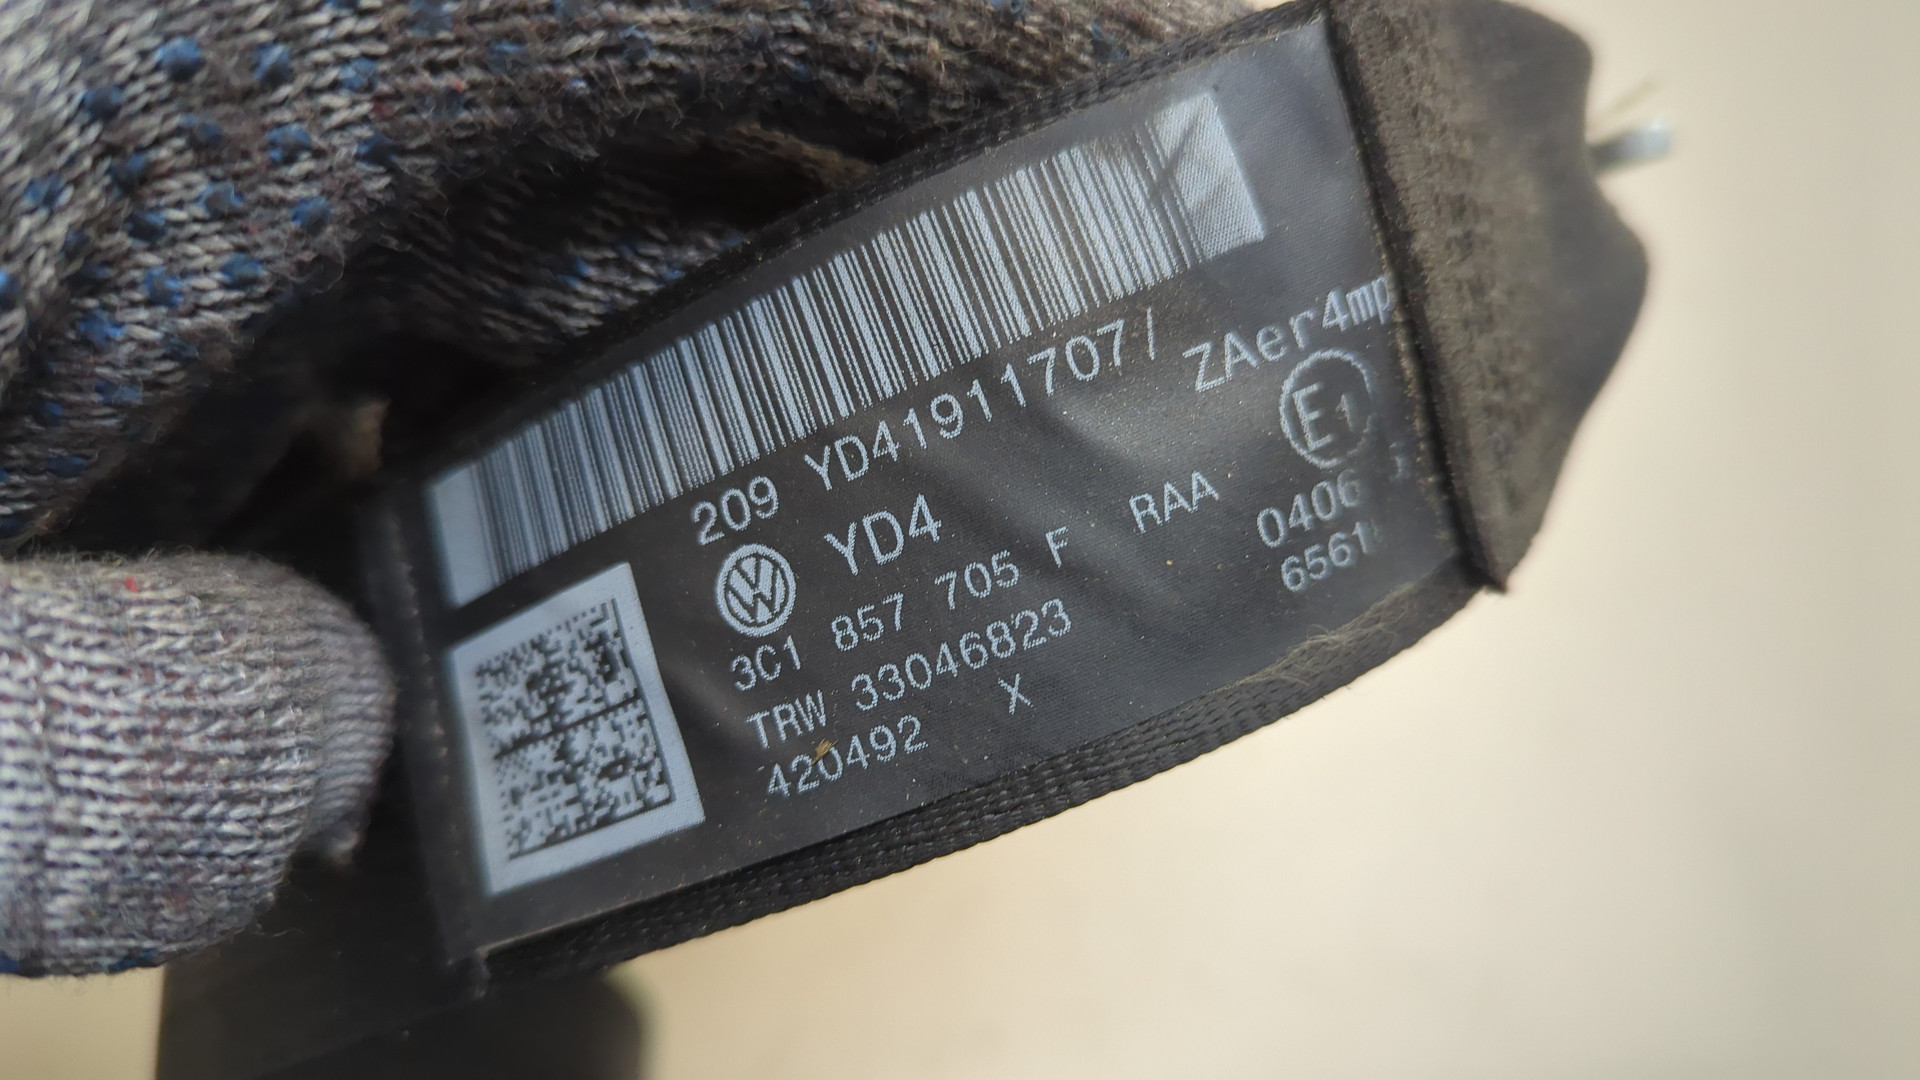 209 YD41911707/
ZAer4mp
YD4
3C1 857 705 F RAA
E1
TRW 33046823
0406
420492 X